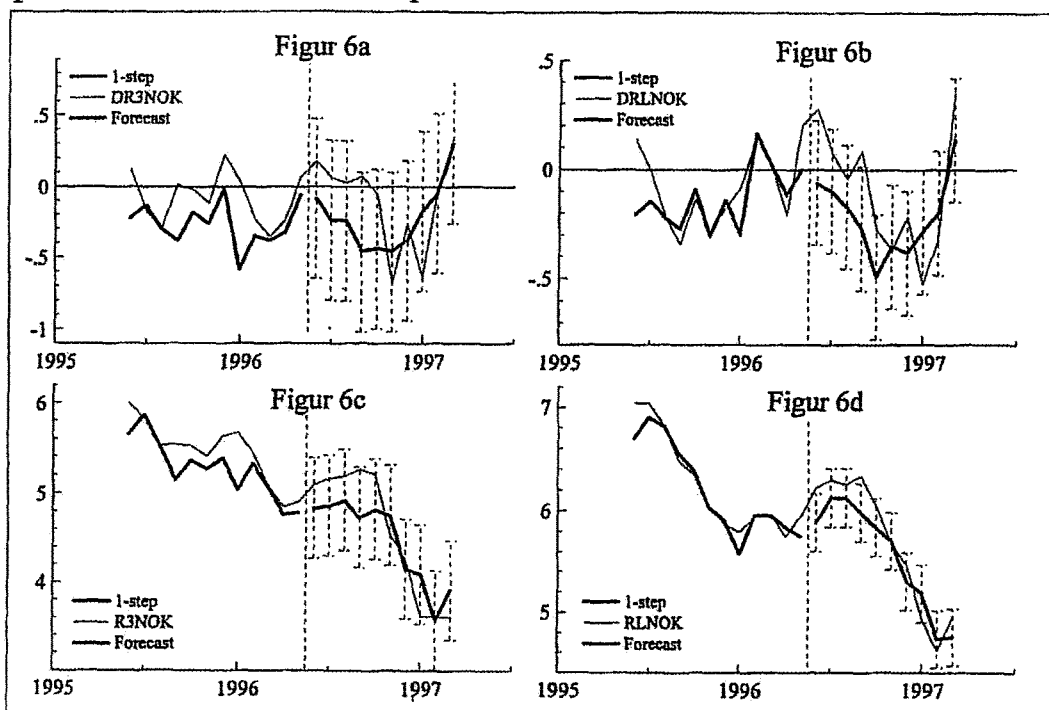 Figur 6a
1-step
DR3NOK
Forecast
.5
0
-.5
-1
1995
1996
1997
Figur 6b
.5
1-step
DRLNOK
Forecast
0
-.5
1995
1996
1997
Figur 6c
6
5
4
1-step
R3NOK
Forecast
1995
1996
1997
Figur 6d
7
6
5
1-step
RLNOK
Forecast
1995
1996
1997